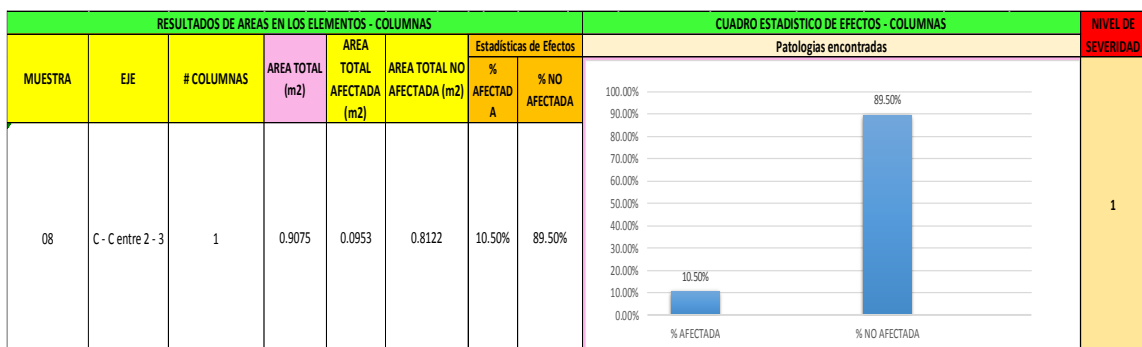 RESULTADOS DE AREAS EN LOS ELEMENTOS - COLUMNAS
MUESTRA
EJE
# COLUMNAS
AREA TOTAL
(m2)
AREA
TOTAL
AFECTADA
(m2)
AREA TOTAL NO
AFECTADA (m2)
Estadísticas de Efectos
%
AFECTAD
A
% NO
AFECTADA
08
C - C entre 2 - 3
1
0.9075
0.0953
0.8122
10.50%
89.50%
CUADRO ESTADISTICO DE EFECTOS - COLUMNAS
Patologias encontradas
100.00%
90.00%
80.00%
70.00%
60.00%
50.00%
40.00%
30.00%
20.00%
10.00%
0.00%
10.50%
89.50%
% AFECTADA
% NO AFECTADA
NIVEL DE
SEVERIDAD
1